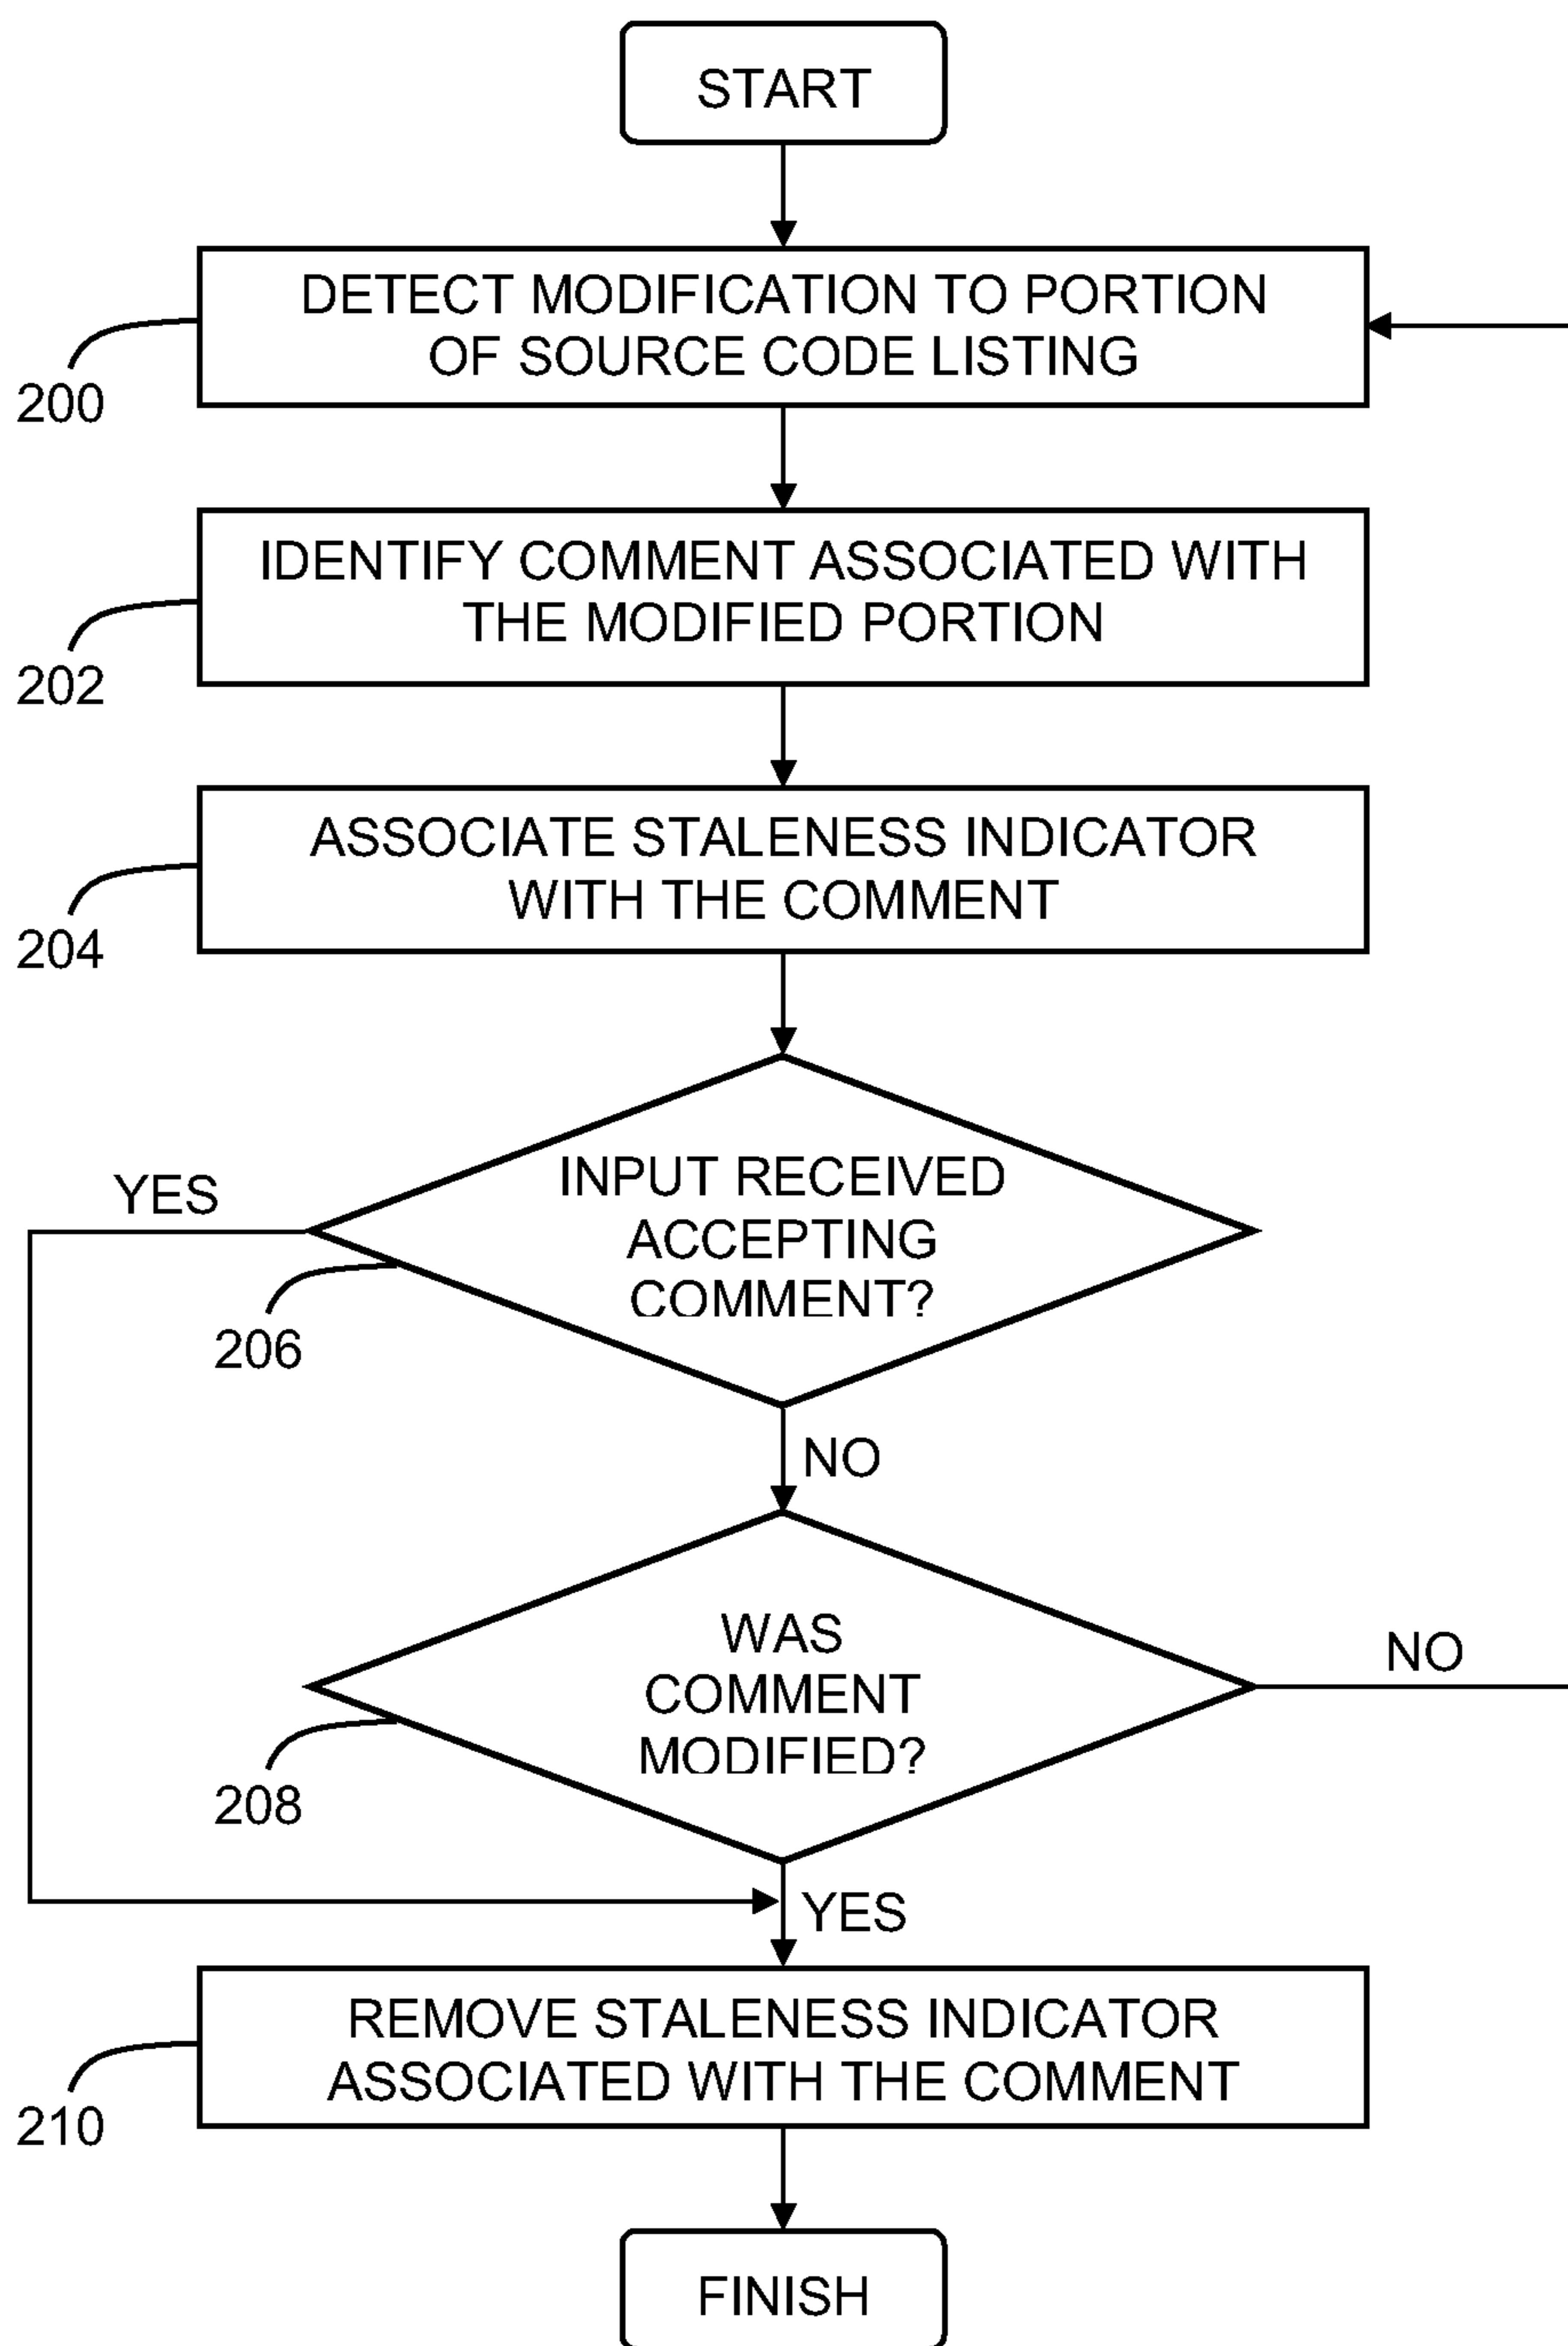 START
DETECT MODIFICATION TO PORTION
OF SOURCE CODE LISTING
200
IDENTIFY COMMENT ASSOCIATED WITH
THE MODIFIED PORTION
202
ASSOCIATE STALENESS INDICATOR
WITH THE COMMENT
204
INPUT RECEIVED
ACCEPTING
COMMENT?
YES
206
NO
WAS
COMMENT
MODIFIED?
NO
208
YES
REMOVE STALENESS INDICATOR
ASSOCIATED WITH THE COMMENT
210
FINISH